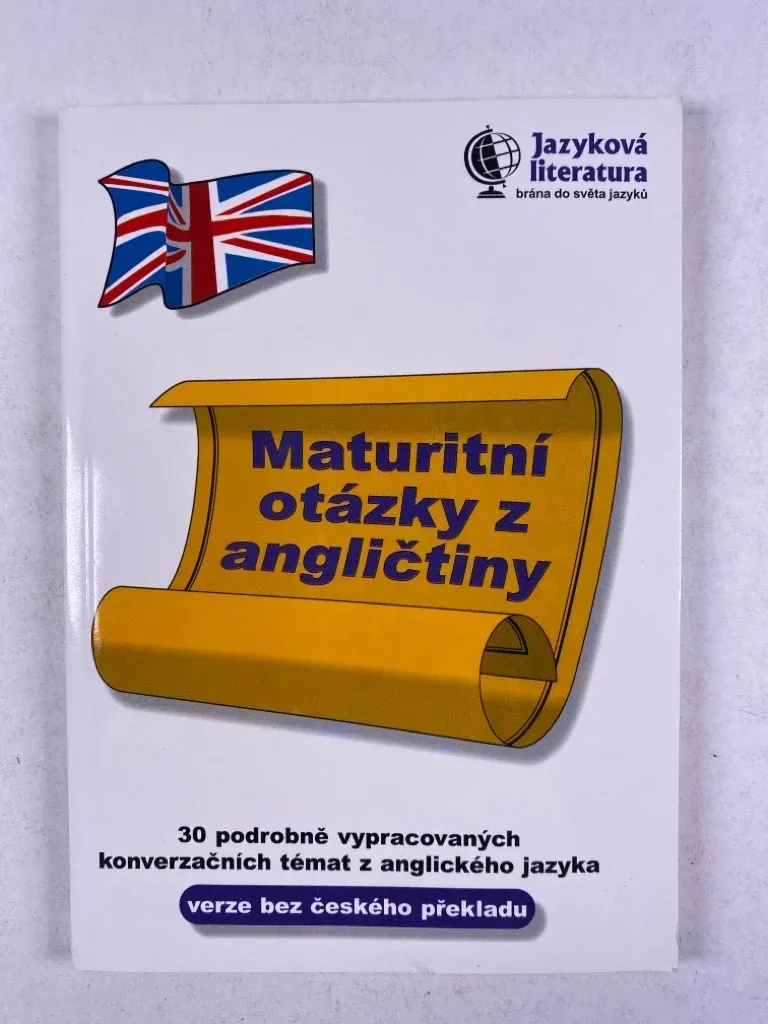 Jazyková
literatura
brána do světa jazyků
Maturitní
otázky z
angličtiny
30 podrobně vypracovaných
konverzačních témat z anglického jazyka
verze bez českého překladu